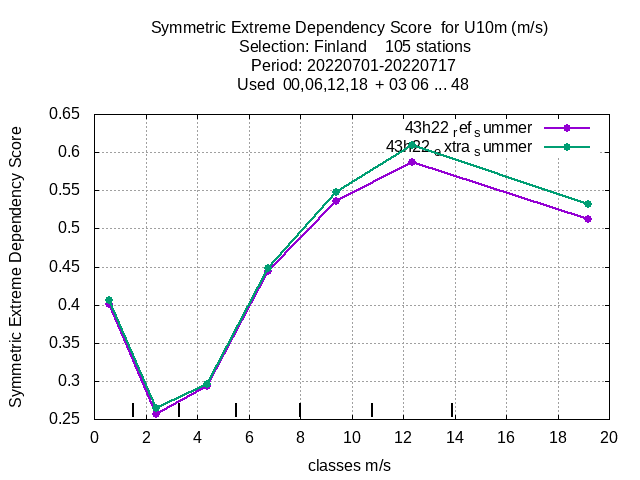 Symmetric Extreme Dependency Score for U10m (m/s)
Selection: Finland 105 stations
Period: 20220701-20220717
Used 00,06,12,18 + 03 06 ... 48
43h22 ref summer
43h22 extra summer
Symmetric Extreme Dependency Score
0.65
0.6
0.55
0.5
0.45
0.4
0.35
0.3
0.25
0 2 4 6 8 10 12 14 16 18 20
classes m/s